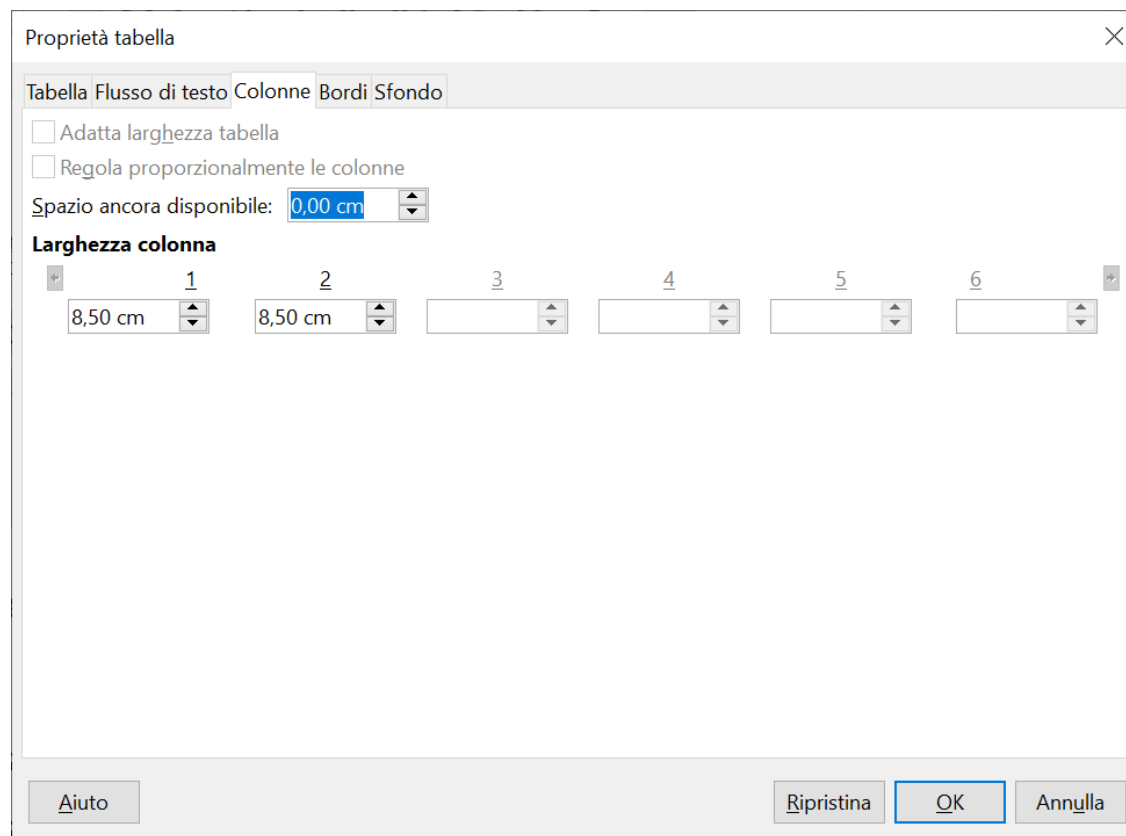 Proprietà tabella
Tabella Flusso di testo Colonne Bordi Sfondo
Adatta larghezza tabella
Regola proporzionalmente le colonne
Spazio ancora disponibile: 0,00 cm
Larghezza colonna
1 2 3 4 5 6
8,50 cm 8,50 cm
Aiuto Ripristina OK Annulla